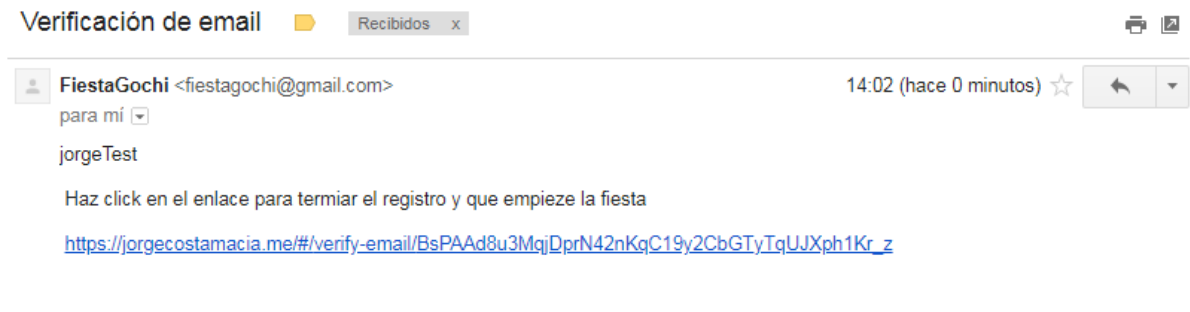 Verificación de email Recibidos x
FiestaGochi <fiestagochi@gmail.com> 14:02 (hace 0 minutos)
para mí
jorgeTest
Haz click en el enlace para termiar el registro y que empieze la fiesta
https://jorgecostamacia.me/#/verify-email/BsPAAd8u3MqjDprN42nKqC19y2CbGTyTqUJXph1Kr_z